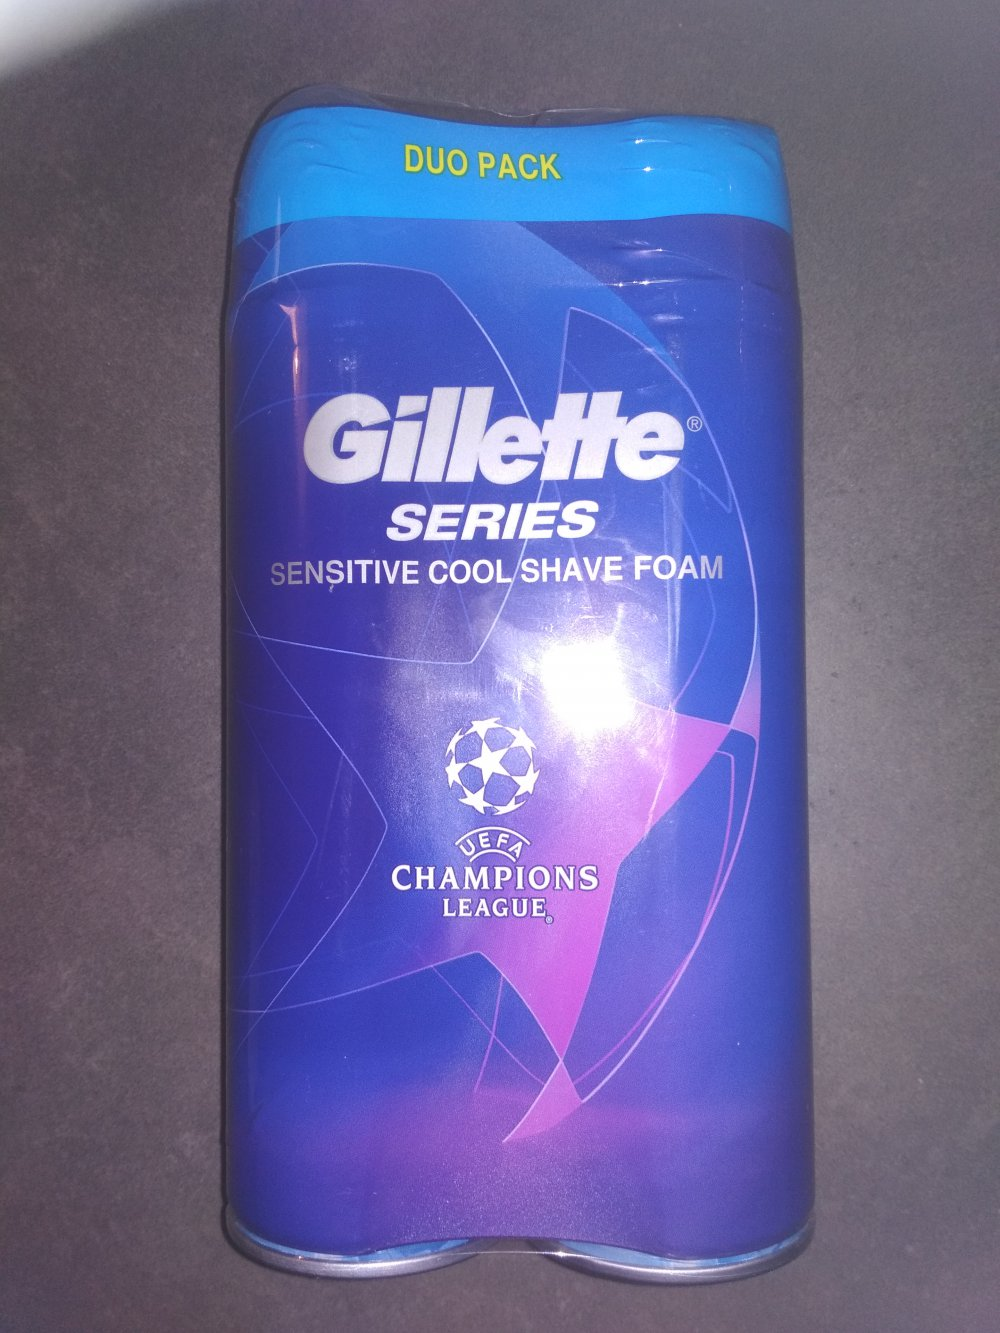 DUO PACK
Gillette®
SERIES
SENSITIVE COOL SHAVE FOAM
UEFA
CHAMPIONS
LEAGUE®